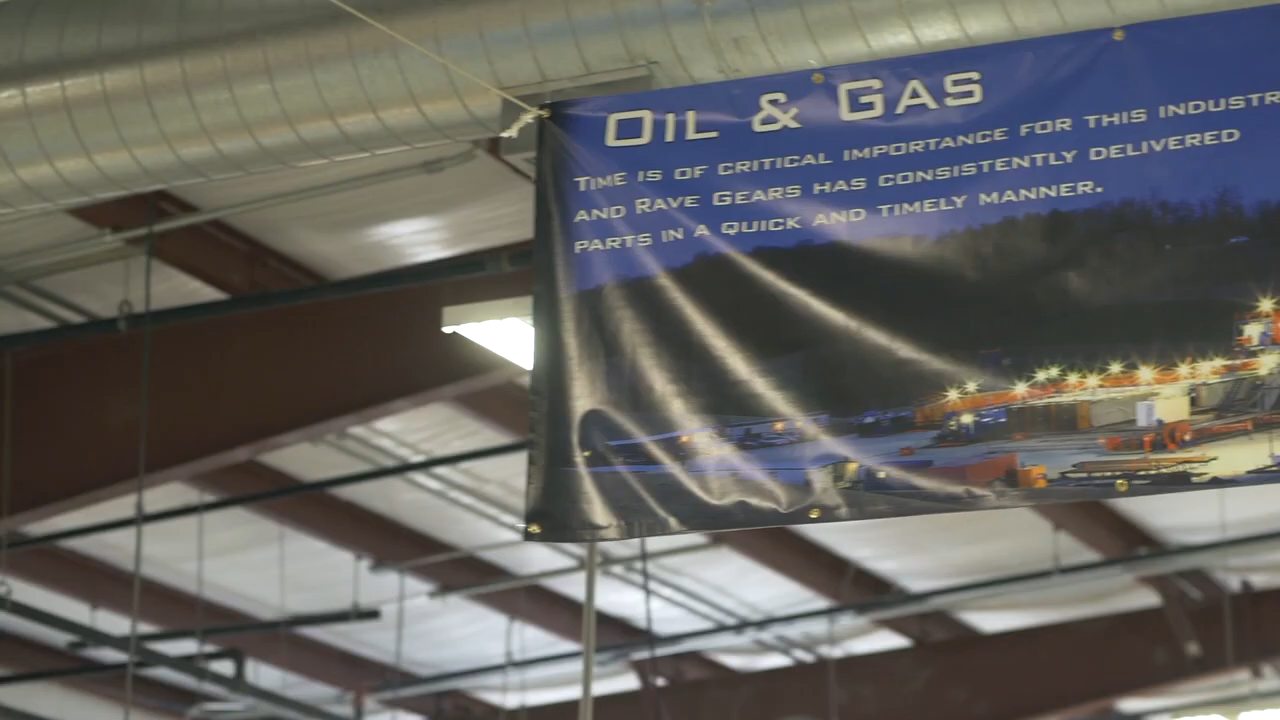 OIL & GAS
TIME IS OF CRITICAL IMPORTANCE FOR THIS INDUSTR
AND RAVE GEARS HAS CONSISTENTLY DELIVERED
PARTS IN A QUICK AND TIMELY MANNER.